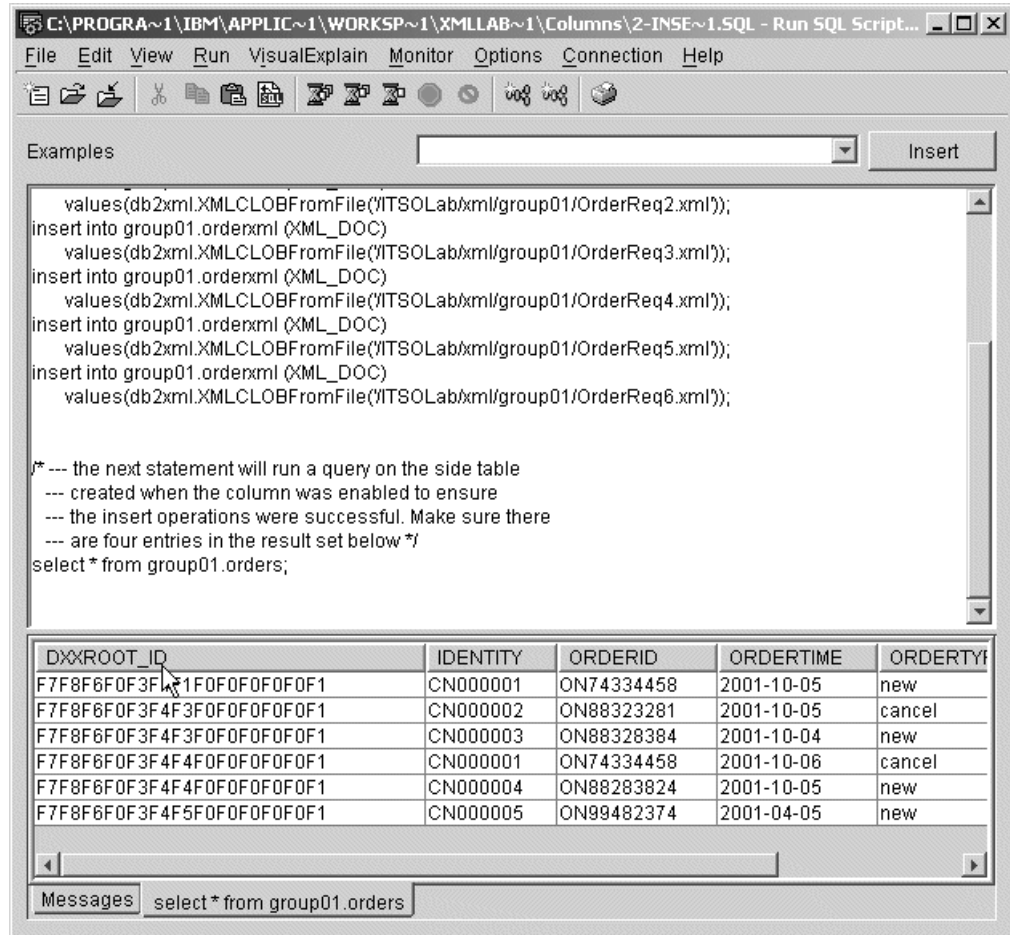 C:\PROGRA~1\IBM\APPLIC~1\WORKSP~1\XMLLAB~1\Columns\2-INSE~1.SQL - Run SQL Script...
File Edit View Run VisualExplain Monitor Options Connection Help
Examples
Insert
values(db2xml.XMLCLOBFromFile('/ITSOLab/xml/group01/OrderReq2.xml'));
insert into group01.orderxml (XML_DOC)
values(db2xml.XMLCLOBFromFile('/ITSOLab/xml/group01/OrderReq3.xml'));
insert into group01.orderxml (XML_DOC)
values(db2xml.XMLCLOBFromFile('/ITSOLab/xml/group01/OrderReq4.xml'));
insert into group01.orderxml (XML_DOC)
values(db2xml.XMLCLOBFromFile('/ITSOLab/xml/group01/OrderReq5.xml'));
insert into group01.orderxml (XML_DOC)
values(db2xml.XMLCLOBFromFile('/ITSOLab/xml/group01/OrderReq6.xml'));
/* --- the next statement will run a query on the side table
--- created when the column was enabled to ensure
--- the insert operations were successful. Make sure there
--- are four entries in the result set below */
select * from group01.orders;
DXXROOT_ID IDENTITY ORDERID ORDERTIME ORDERTYP
CN000001 ON74334458 2001-10-05 new
F7F8F6F0F3F4F3F0F0F0F0F0F1 CN000002 ON88323281 2001-10-05 cancel
F7F8F6F0F3F4F3F0F0F0F0F0F1 CN000003 ON88328384 2001-10-04 new
F7F8F6F0F3F4F4F0F0F0F0F0F1 CN000001 ON74334458 2001-10-06 cancel
F7F8F6F0F3F4F4F0F0F0F0F0F1 CN000004 ON88283824 2001-10-05 new
F7F8F6F0F3F4F5F0F0F0F0F0F1 CN000005 ON99482374 2001-04-05 new
Messages select * from group01.orders